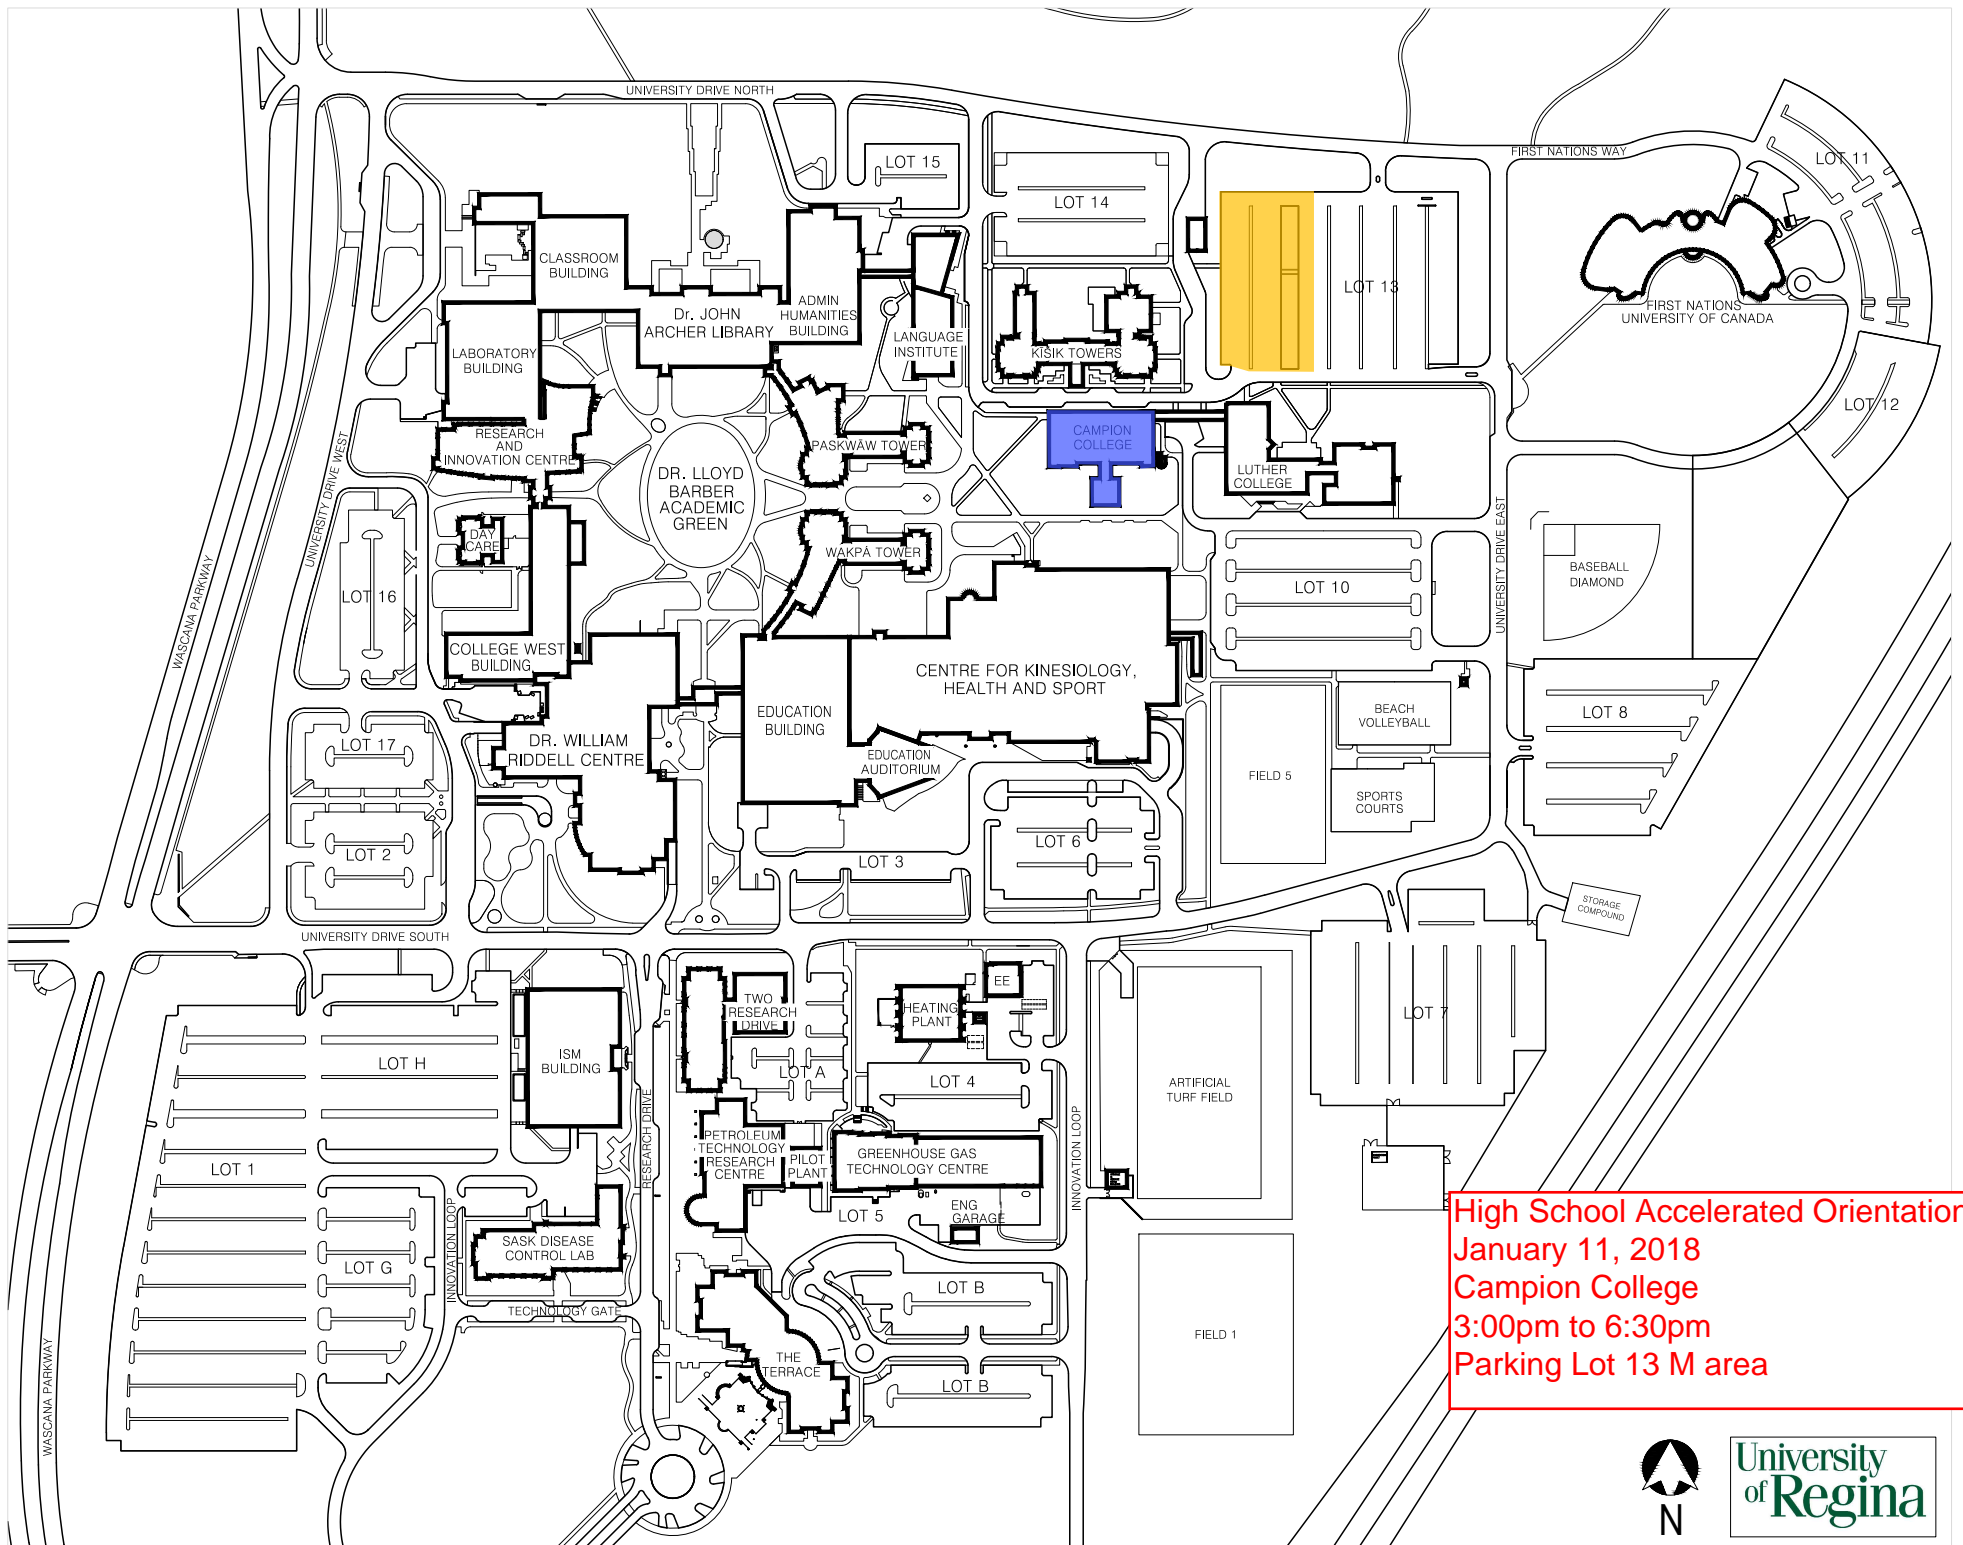 UNIVERSITY DRIVE NORTH
FIRST NATIONS WAY
LOT 11
LOT 15
LOT 14
CLASSROOM
BUILDING
LOT 13
FIRST NATIONS
UNIVERSITY OF CANADA
ADMIN
HUMANITIES
BUILDING
Dr. JOHN
ARCHER LIBRARY
LANGUAGE
INSTITUTE
KĪSIK TOWERS
LABORATORY
BUILDING
LOT 12
RESEARCH
AND
INNOVATION CENTRE
PASKWĀW TOWER
CAMPION
COLLEGE
LUTHER
COLLEGE
DR. LLOYD
BARBER
ACADEMIC
GREEN
UNIVERSITY DRIVE WEST
UNIVERSITY DRIVE EAST
DAY
CARE
WAKPĀ TOWER
BASEBALL
DIAMOND
LOT 10
LOT 16
WASCANA PARKWAY
COLLEGE WEST
BUILDING
CENTRE FOR KINESIOLOGY,
HEALTH AND SPORT
EDUCATION
BUILDING
BEACH
VOLLEYBALL
LOT 8
LOT 17
DR. WILLIAM
RIDDELL CENTRE
EDUCATION
AUDITORIUM
FIELD 5
SPORTS
COURTS
LOT 2
LOT 3
LOT 6
STORAGE
COMPOUND
UNIVERSITY DRIVE SOUTH
TWO
RESEARCH
DRIVE
EE
HEATING
PLANT
LOT 7
ISM
BUILDING
LOT H
LOT A
LOT 4
ARTIFICIAL
TURF FIELD
RESEARCH DRIVE
INNOVATION LOOP
PETROLEUM
TECHNOLOGY
RESEARCH
CENTRE
PILOT
PLANT
GREENHOUSE GAS
TECHNOLOGY CENTRE
LOT 1
LOT 5
ENG
GARAGE
INNOVATION LOOP
SASK DISEASE
CONTROL LAB
LOT G
LOT B
TECHNOLOGY GATE
FIELD 1
THE
TERRACE
LOT B
WASCANA PARKWAY
High School Accelerated Orientation
January 11, 2018
Campion College
3:00pm to 6:30pm
Parking Lot 13 M area
N
University
of Regina